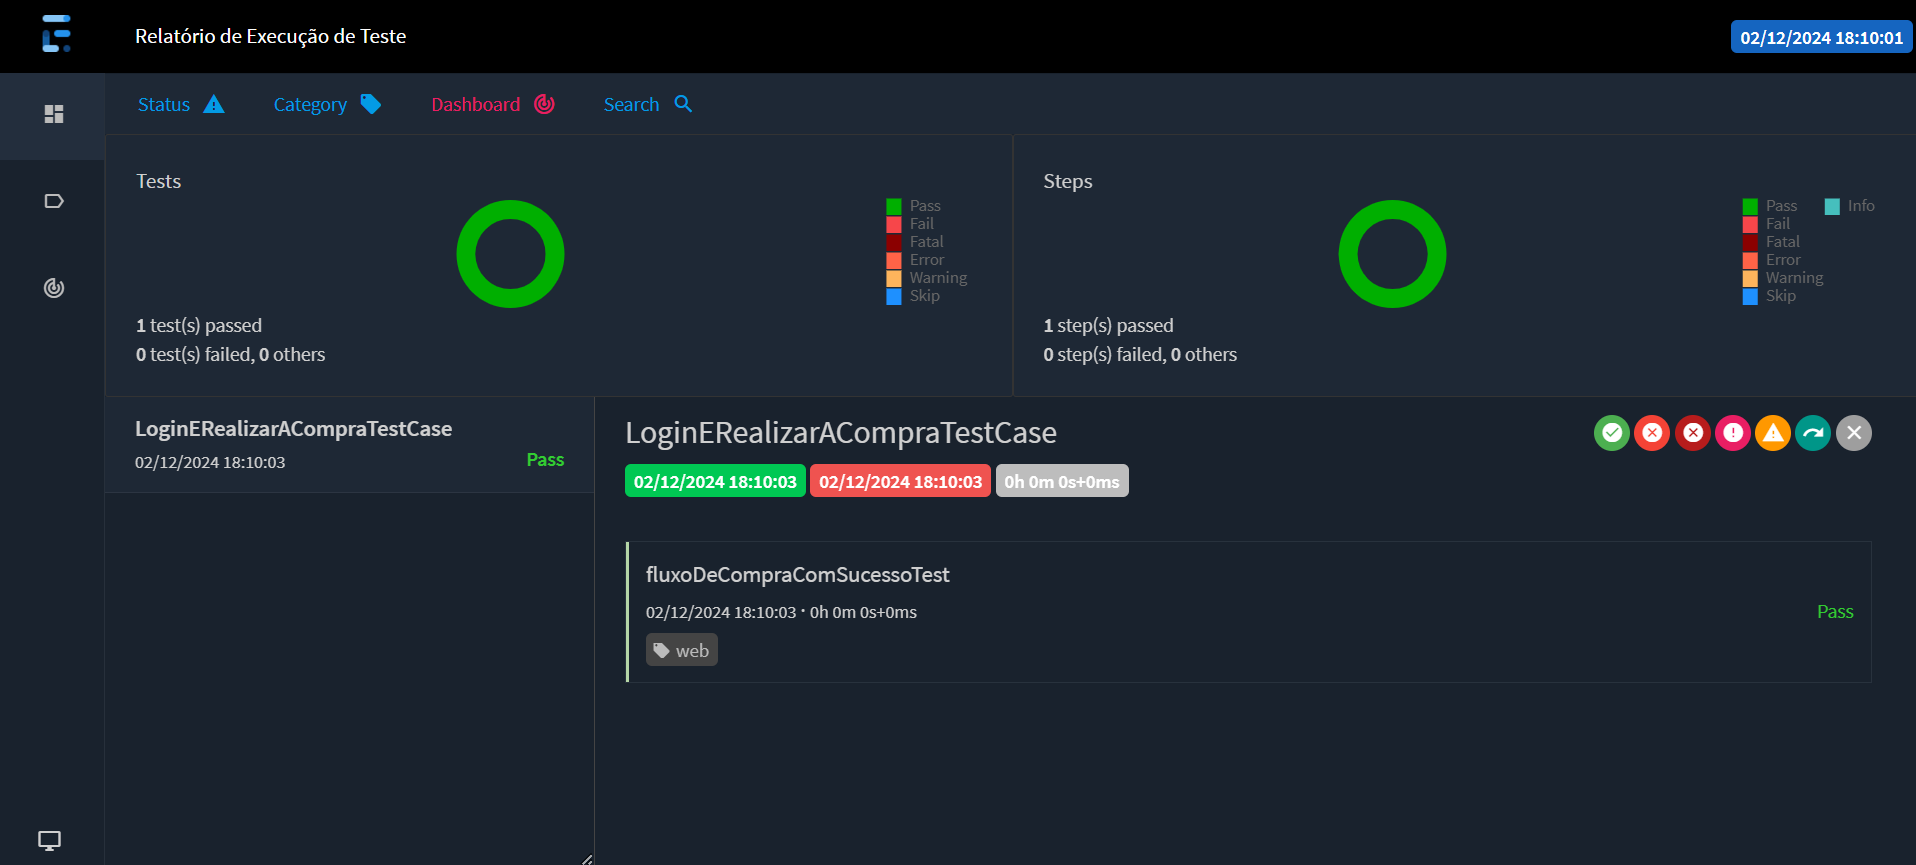 Relatório de Execução de Teste
02/12/2024 18:10:01
Status
Category
Dashboard
Search
Tests
Pass
Fail
Fatal
Error
Warning
Skip
1 test(s) passed
0 test(s) failed, 0 others
Steps
Pass
Info
Fail
Fatal
Error
Warning
Skip
1 step(s) passed
0 step(s) failed, 0 others
LoginERealizarACompraTestCase
02/12/2024 18:10:03
Pass
LoginERealizarACompraTestCase
02/12/2024 18:10:03 02/12/2024 18:10:03 0h 0m 0s+0ms
fluxoDeCompraComSucessoTest
02/12/2024 18:10:03 · 0h 0m 0s+0ms
Pass
web